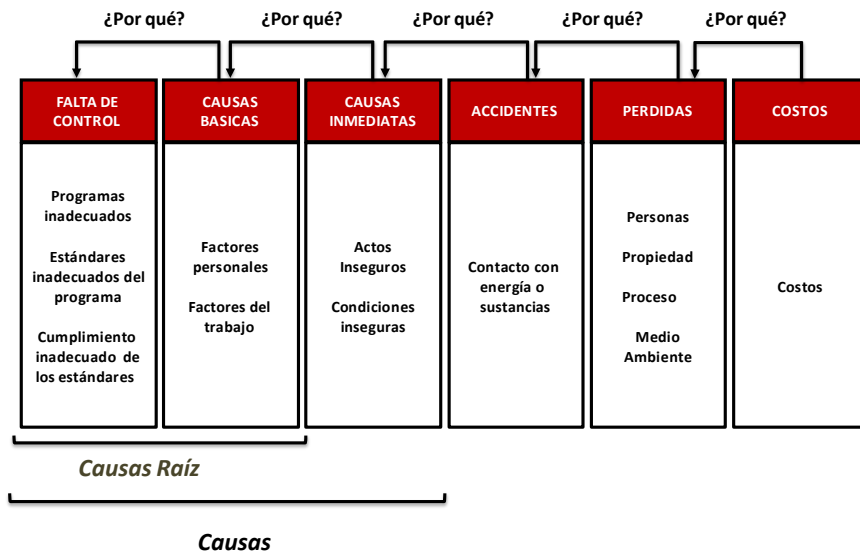 ¿Por qué?
¿Por qué?
¿Por qué?
¿Por qué?
¿Por qué?
FALTA DE
CONTROL
Programas
inadecuados
Estándares
inadecuados del
programa
Cumplimiento
inadecuado de
los estándares
CAUSAS
BASICAS
Factores
personales
Factores del
trabajo
CAUSAS
INMEDIATAS
Actos
Inseguros
Condiciones
inseguras
ACCIDENTES
Contacto con
energía o
sustancias
PERDIDAS
Personas
Propiedad
Proceso
Medio
Ambiente
COSTOS
Costos
Causas Raíz
Causas